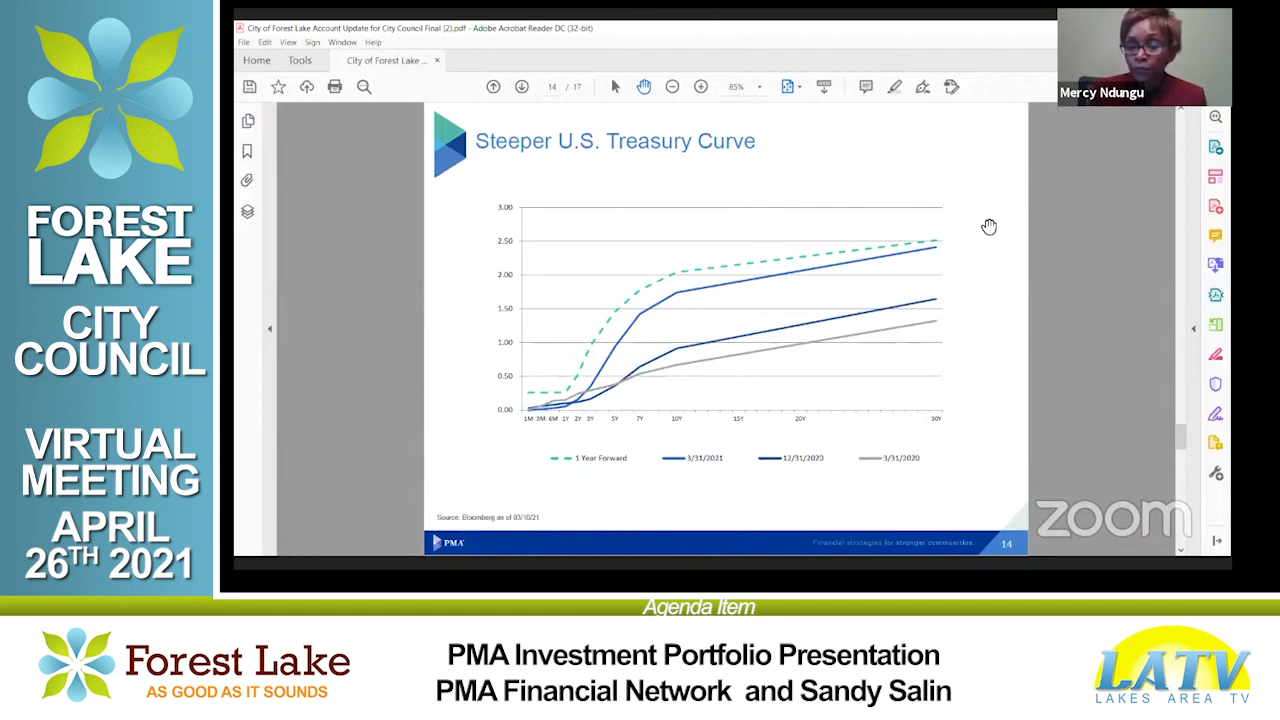 FOREST
LAKE
CITY
COUNCIL
VIRTUAL
MEETING
APRIL
26TH 2021
City of Forest Lake Account Update for City Council Final (2).pdf - Adobe Acrobat Reader DC (32-bit)
File Edit View Sign Window Help
Home Tools City of Forest Lake ... ×
14 / 17 85%
Mercy Ndungu
Steeper U.S. Treasury Curve
3.00
2.50
2.00
1.50
1.00
0.50
0.00
1M 3M 6M 1Y 2Y 3Y 5Y 7Y 10Y 15Y 20Y 30Y
1 Year Forward 3/31/2021 12/31/2020 3/31/2020
Source: Bloomberg as of 03/10/21
PMA Financial strategies for stronger communities. 14
zoom
Agenda Item
Forest Lake
AS GOOD AS IT SOUNDS
PMA Investment Portfolio Presentation
PMA Financial Network and Sandy Salin
LATV
LAKES AREA TV